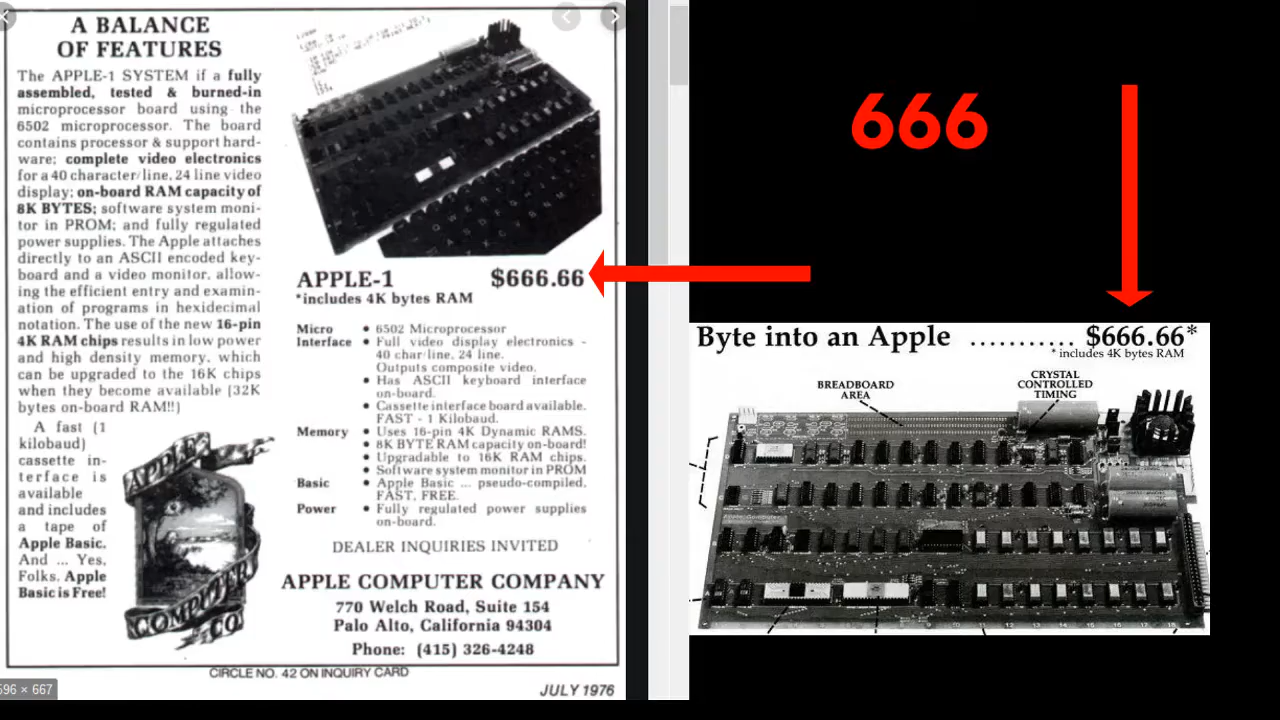 A BALANCE
OF FEATURES
The APPLE-1 SYSTEM if a fully
assembled, tested & burned-in
microprocessor board using the
6502 microprocessor. The board
contains processor & support hard-
ware; complete video electronics
for a 40 character/line, 24 line video
display; on-board RAM capacity of
8K BYTES; software system moni-
tor in PROM; and fully regulated
power supplies. The Apple attaches
directly to an ASCII encoded key-
board and a video monitor, allow-
ing the efficient entry and examin-
ation of programs in hexidecimal
notation. The use of the new 16-pin
4K RAM chips results in low power
and high density memory, which
can be upgraded to the 16K chips
when they become available (32K
bytes on-board RAM!!)
A fast (1
kilobaud)
cassette in-
terface is
available
and includes
a tape of
Apple Basic.
And ... Yes,
Folks, Apple
Basic is Free!
APPLE
COMPUTER
CO
APPLE-1 $666.66
*includes 4K bytes RAM
Micro • 6502 Microprocessor
Interface • Full video display electronics -
40 char/line, 24 line.
Outputs composite video.
• Has ASCII keyboard interface
on-board.
• Cassette interface board available.
FAST - 1 Kilobaud.
Memory • Uses 16-pin 4K Dynamic RAMS.
• 8K BYTE RAM capacity on-board!
• Upgradable to 16K RAM chips.
• Software system monitor in PROM
Basic • Apple Basic ... pseudo-compiled,
FAST, FREE.
Power • Fully regulated power supplies
on-board.
DEALER INQUIRIES INVITED
APPLE COMPUTER COMPANY
770 Welch Road, Suite 154
Palo Alto, California 94304
Phone: (415) 326-4248
CIRCLE NO. 42 ON INQUIRY CARD
596 × 667
JULY 1976
666
Byte into an Apple ........... $666.66*
* includes 4K bytes RAM
BREADBOARD
AREA
CRYSTAL
CONTROLLED
TIMING